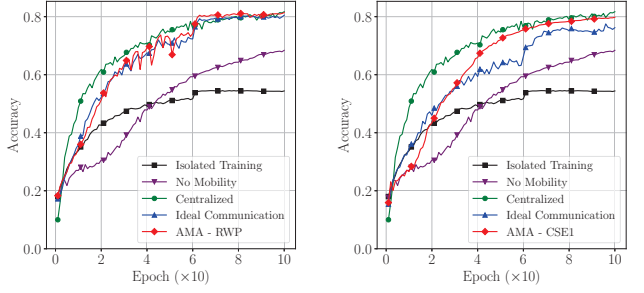 0.8
0.6
0.4
0.2
0.0
Accuracy
0 2 4 6 8 10
Epoch (×10)
Isolated Training
No Mobility
Centralized
Ideal Communication
AMA - RWP
0.8
0.6
0.4
0.2
0.0
Accuracy
0 2 4 6 8 10
Epoch (×10)
Isolated Training
No Mobility
Centralized
Ideal Communication
AMA - CSE1